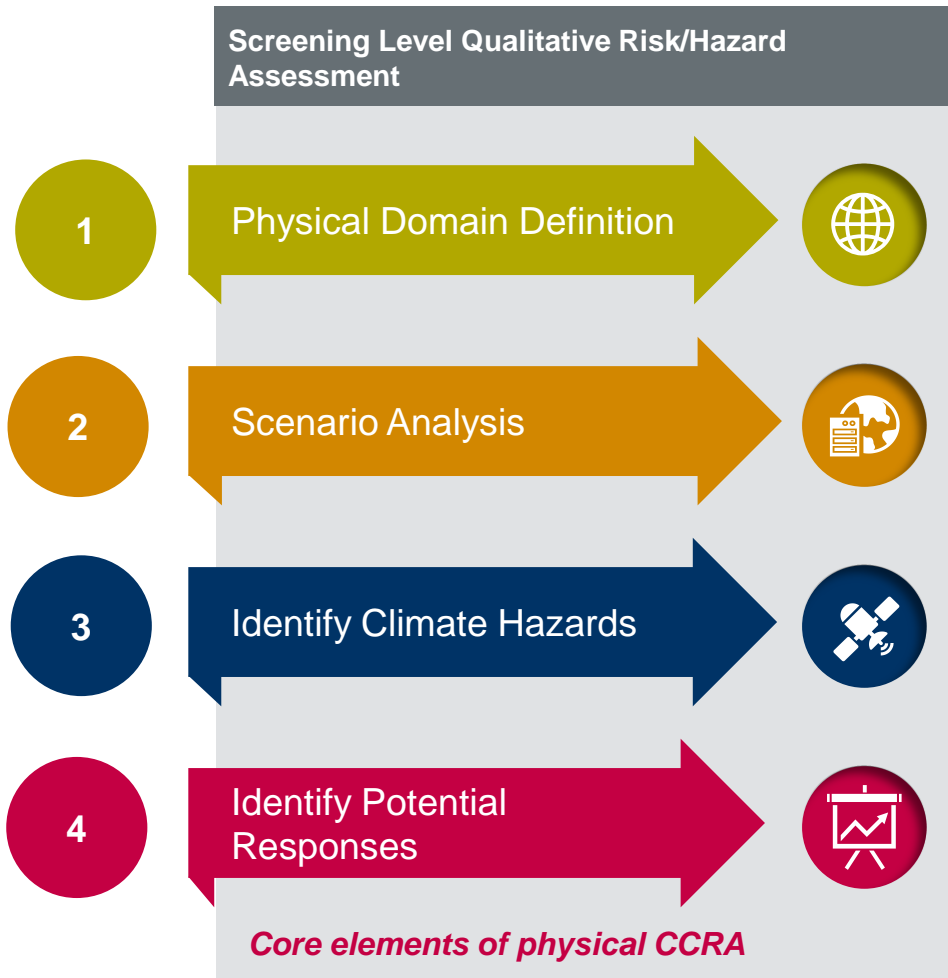 Screening Level Qualitative Risk/Hazard
Assessment
1
Physical Domain Definition
2
Scenario Analysis
3
Identify Climate Hazards
4
Identify Potential
Responses
Core elements of physical CCRA